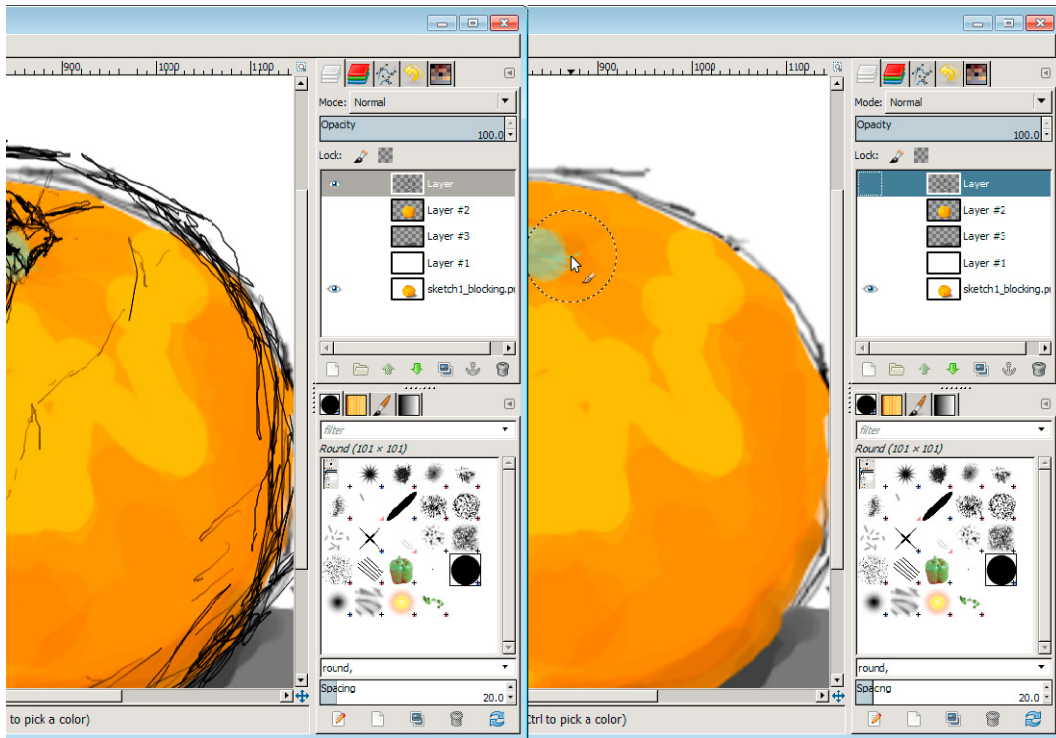 900 1000 1100
Mode: Normal
Opacity
100.0
Lock:
Layer
Layer #2
Layer #3
Layer #1
sketch1_blocking.p
filter
Round (101 × 101)
round,
Spacing
20.0
to pick a color)
900 1000 1100
Mode: Normal
Opacity
100.0
Lock:
Layer
Layer #2
Layer #3
Layer #1
sketch1_blocking.p
filter
Round (101 × 101)
round,
Spacing
20.0
Ctrl to pick a color)